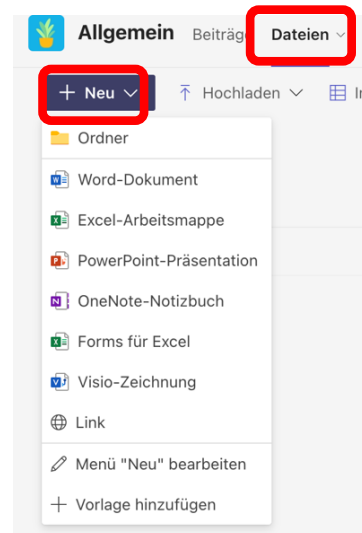 Allgemein Beiträge Dateien
+ Neu Hochladen
Ordner
Word-Dokument
Excel-Arbeitsmappe
PowerPoint-Präsentation
OneNote-Notizbuch
Forms für Excel
Visio-Zeichnung
Link
Menü "Neu" bearbeiten
Vorlage hinzufügen